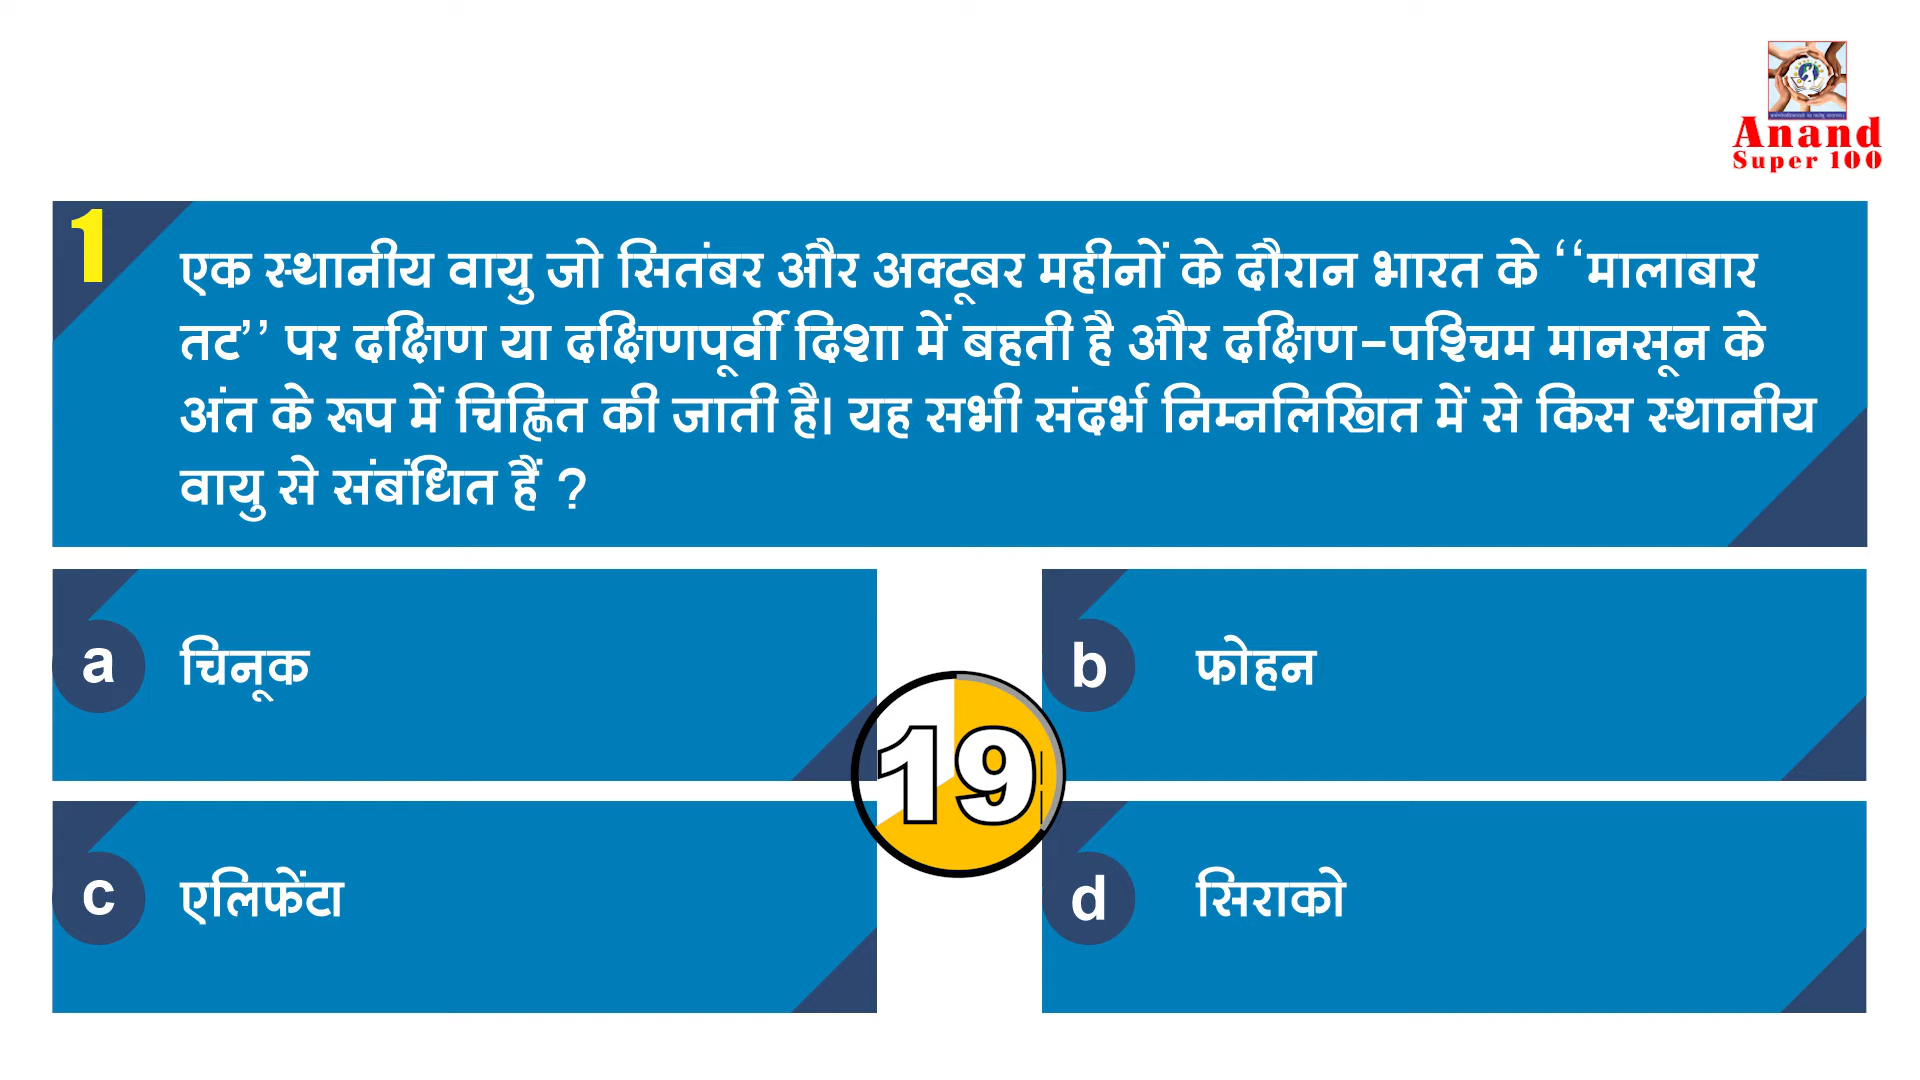 Anand
Super 100
1
एक स्थानीय वायु जो सितंबर और अक्टूबर महीनों के दौरान भारत के ‘‘मालाबार
तट’’ पर दक्षिण या दक्षिणपूर्वी दिशा में बहती है और दक्षिण-पश्चिम मानसून के
अंत के रूप में चिह्नित की जाती है। यह सभी संदर्भ निम्नलिखित में से किस स्थानीय
वायु से संबंधित हैं ?
a चिनूक
b फोहन
19
c एलिफेंटा
d सिराको